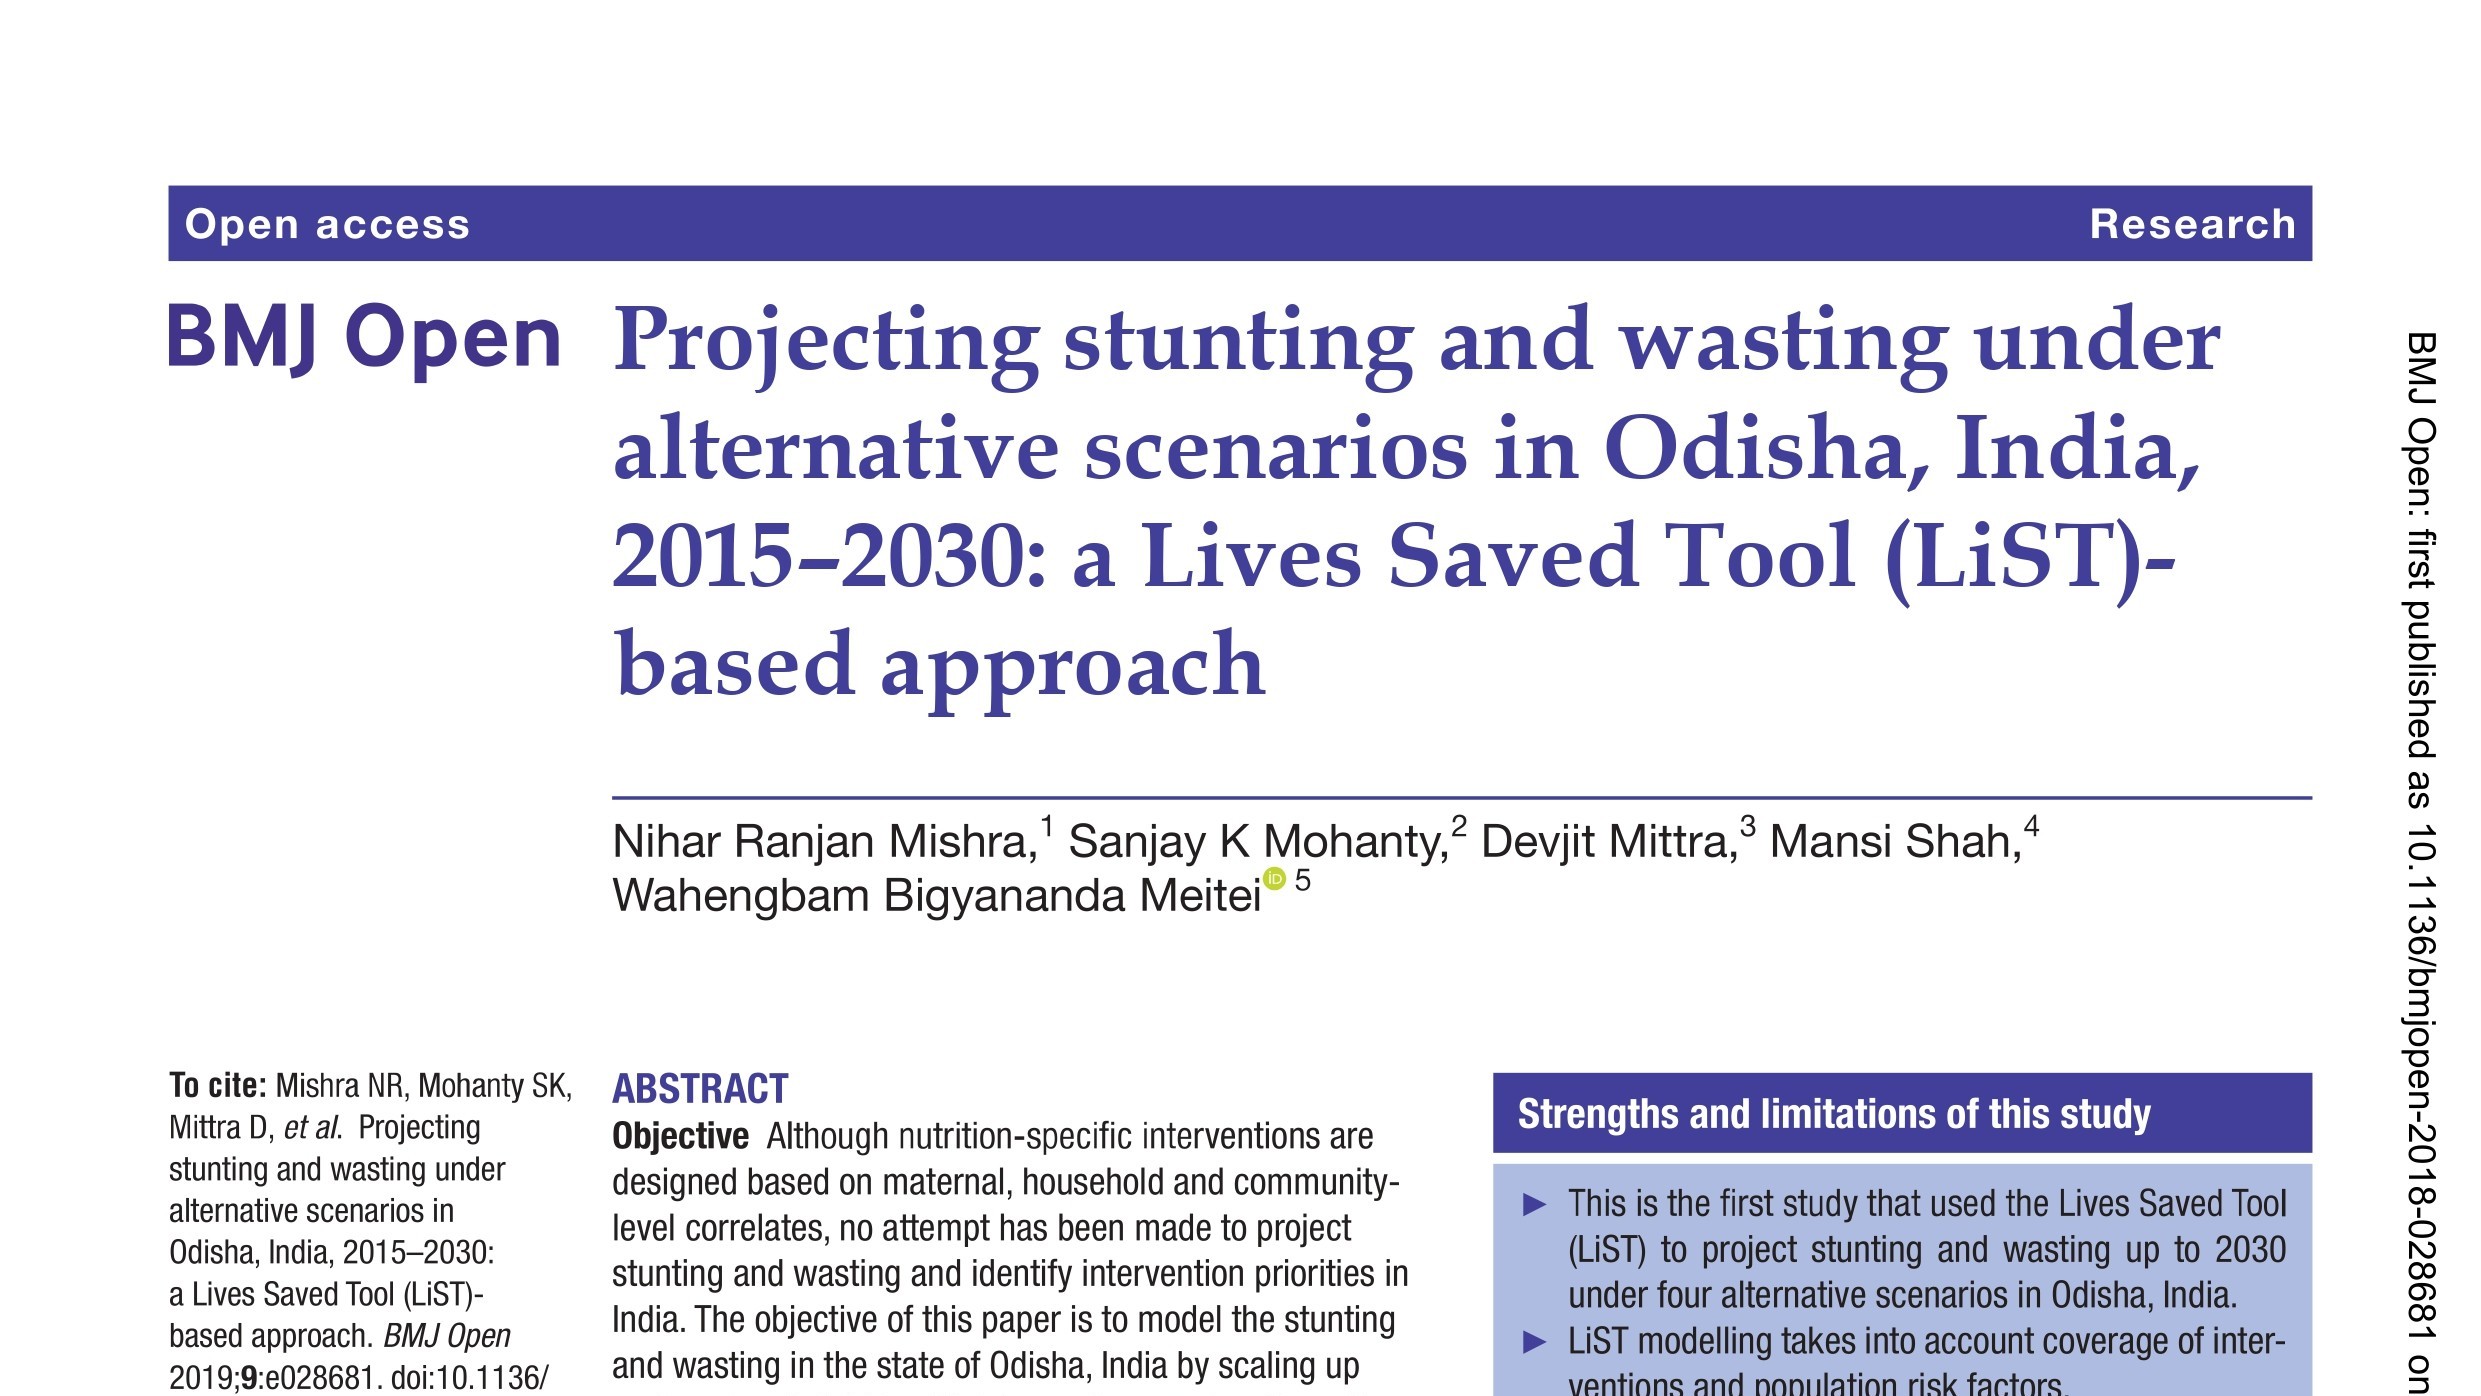 Open access
Research
BMJ Open
Projecting stunting and wasting under
alternative scenarios in Odisha, India,
2015–2030: a Lives Saved Tool (LiST)-
based approach
Nihar Ranjan Mishra,1 Sanjay K Mohanty,2 Devjit Mittra,3 Mansi Shah,4
Wahengbam Bigyananda Meitei iD 5
To cite: Mishra NR, Mohanty SK,
Mittra D, et al. Projecting
stunting and wasting under
alternative scenarios in
Odisha, India, 2015–2030:
a Lives Saved Tool (LiST)-
based approach. BMJ Open
2019;9:e028681. doi:10.1136/
ABSTRACT
Objective Although nutrition-specific interventions are
designed based on maternal, household and community-
level correlates, no attempt has been made to project
stunting and wasting and identify intervention priorities in
India. The objective of this paper is to model the stunting
and wasting in the state of Odisha, India by scaling up
Strengths and limitations of this study
► This is the first study that used the Lives Saved Tool
(LiST) to project stunting and wasting up to 2030
under four alternative scenarios in Odisha, India.
► LiST modelling takes into account coverage of inter-
ventions and population risk factors.
BMJ Open: first published as 10.1136/bmjopen-2018-028681 on